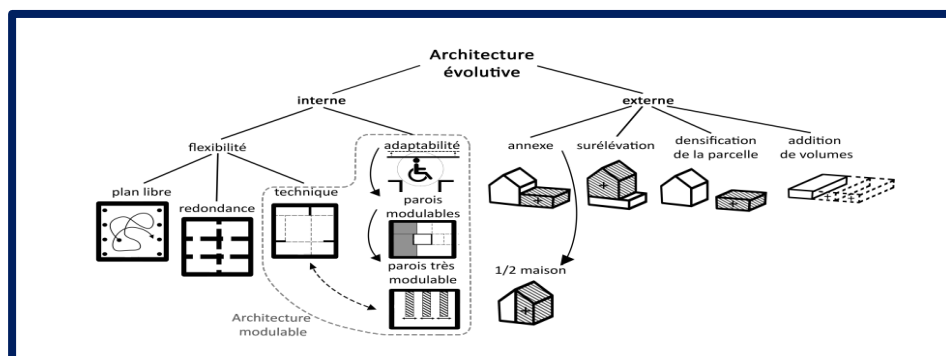 Architecture
évolutive
interne
externe
flexibilité
adaptabilité
annexe
surélévation
densification
de la parcelle
addition
de volumes
plan libre
redondance
technique
parois
modulables
parois très
modulable
1/2 maison
Architecture
modulable